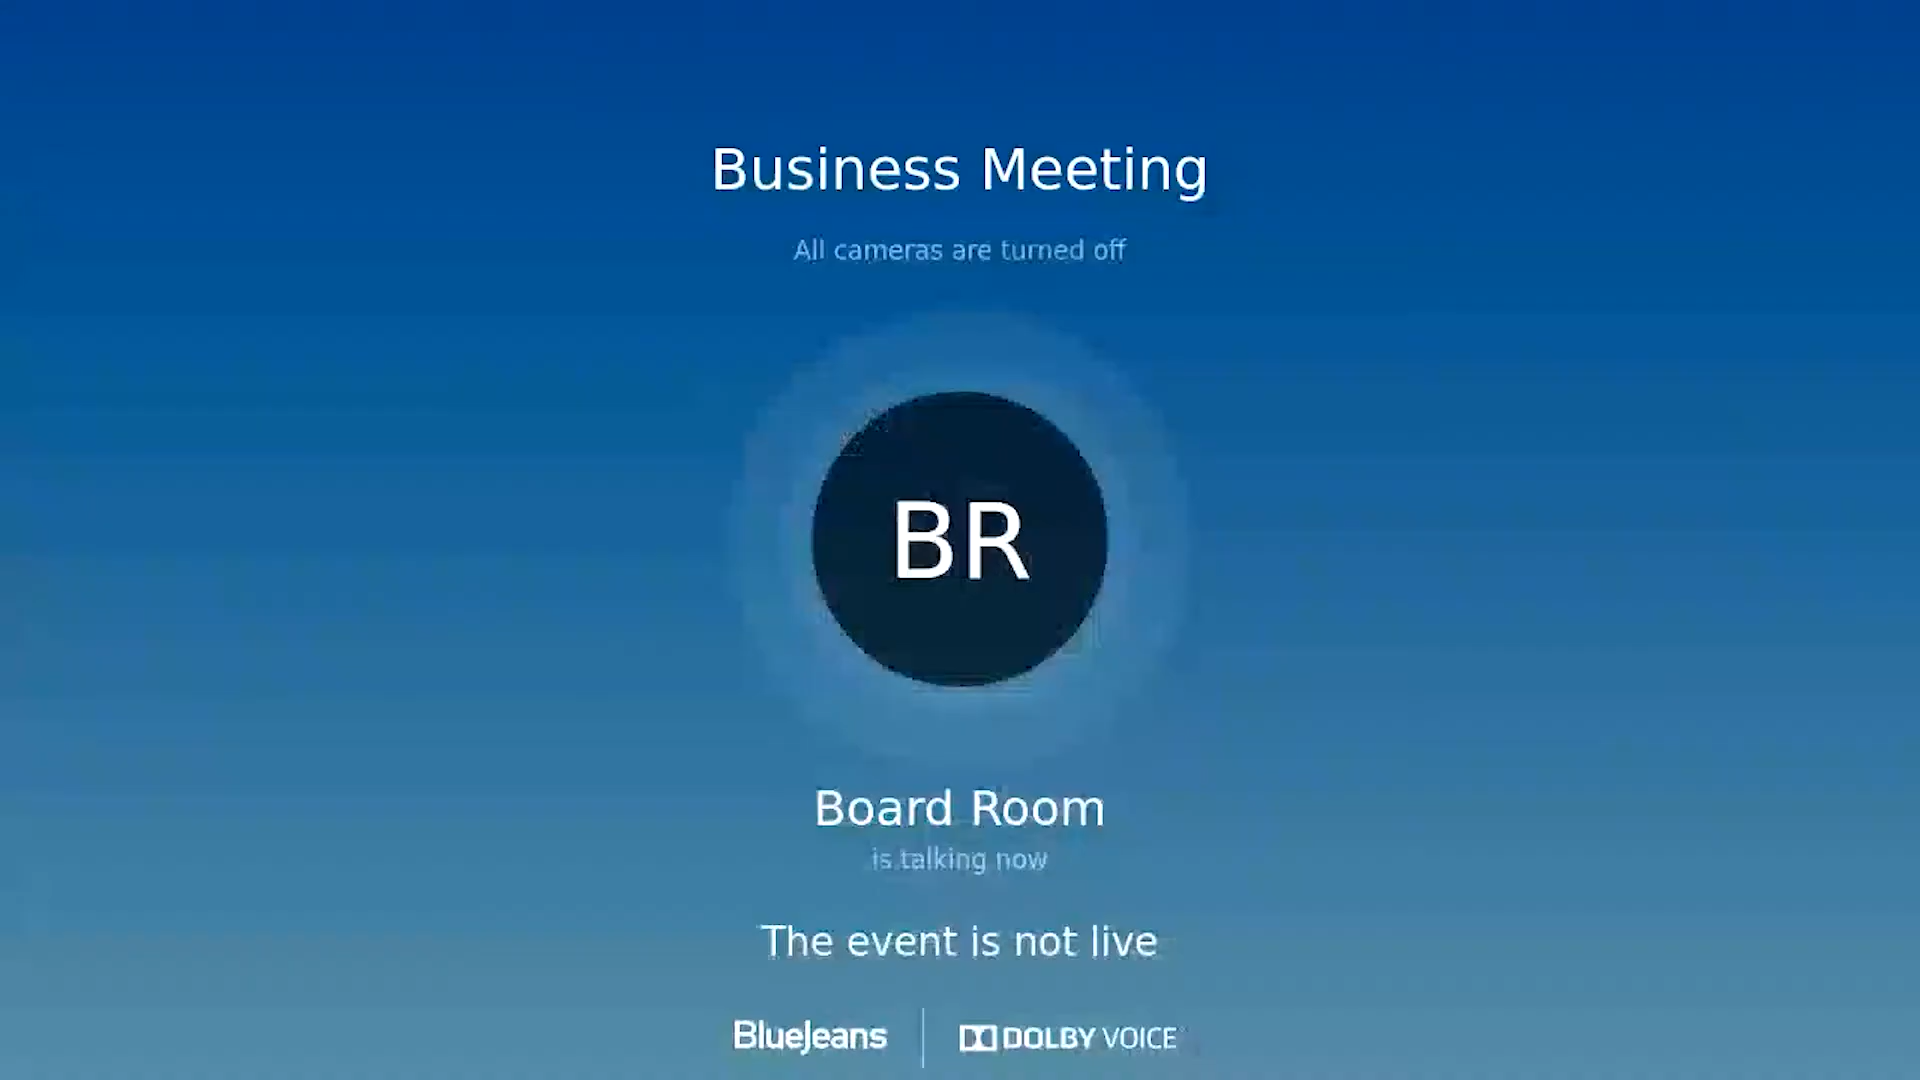 Business Meeting
All cameras are turned off
BR
Board Room
is talking now
The event is not live
BlueJeans
DOLBY VOICE